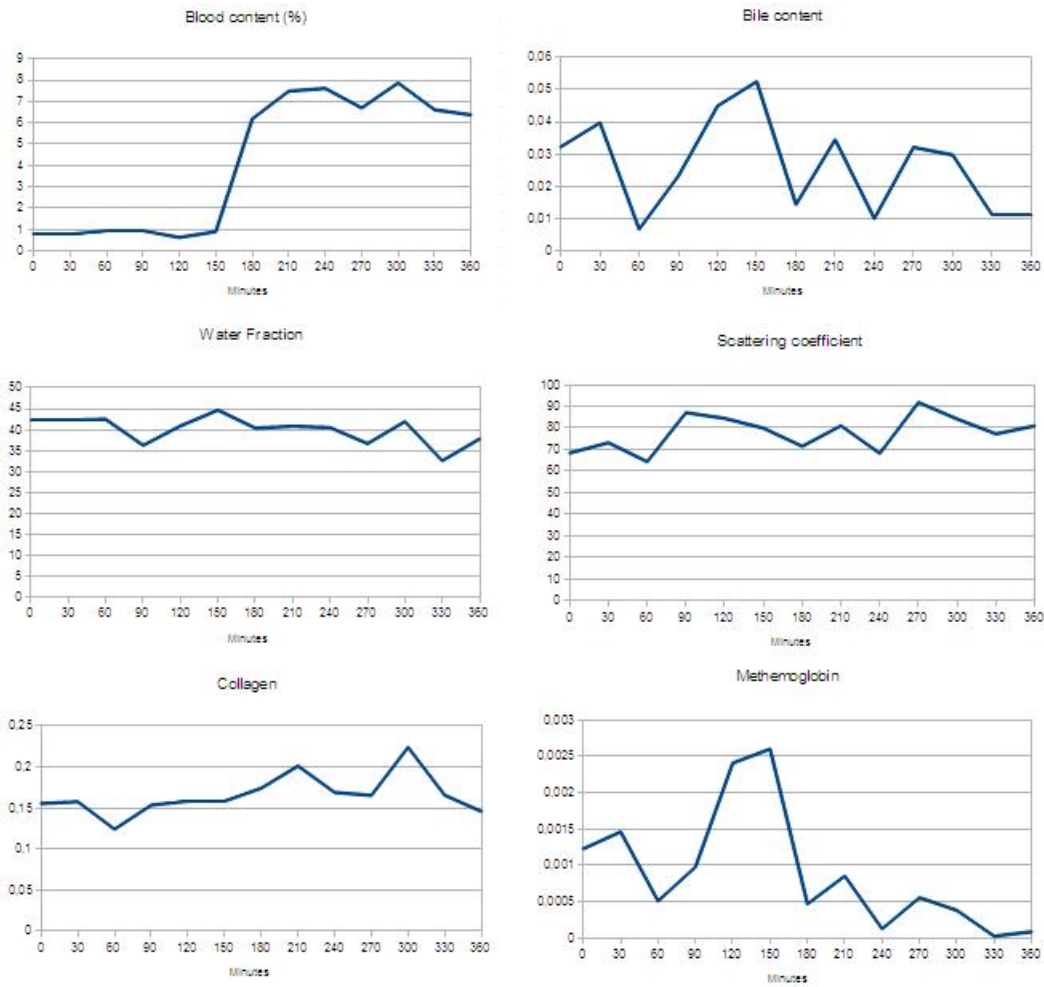 Blood content (%)
9
8
7
6
5
4
3
2
1
0
0 30 60 90 120 150 180 210 240 270 300 330 360
Minutes
Bile content
0,06
0,05
0,04
0,03
0,02
0,01
0
0 30 60 90 120 150 180 210 240 270 300 330 360
Minutes
Water Fraction
50
45
40
35
30
25
20
15
10
5
0
0 30 60 90 120 150 180 210 240 270 300 330 360
Minutes
Scattering coefficient
100
90
80
70
60
50
40
30
20
10
0
0 30 60 90 120 150 180 210 240 270 300 330 360
Minutes
Collagen
0,25
0,2
0,15
0,1
0,05
0
0 30 60 90 120 150 180 210 240 270 300 330 360
Minutes
Methemoglobin
0,003
0,0025
0,002
0,0015
0,001
0,0005
0
0 30 60 90 120 150 180 210 240 270 300 330 360
Minutes